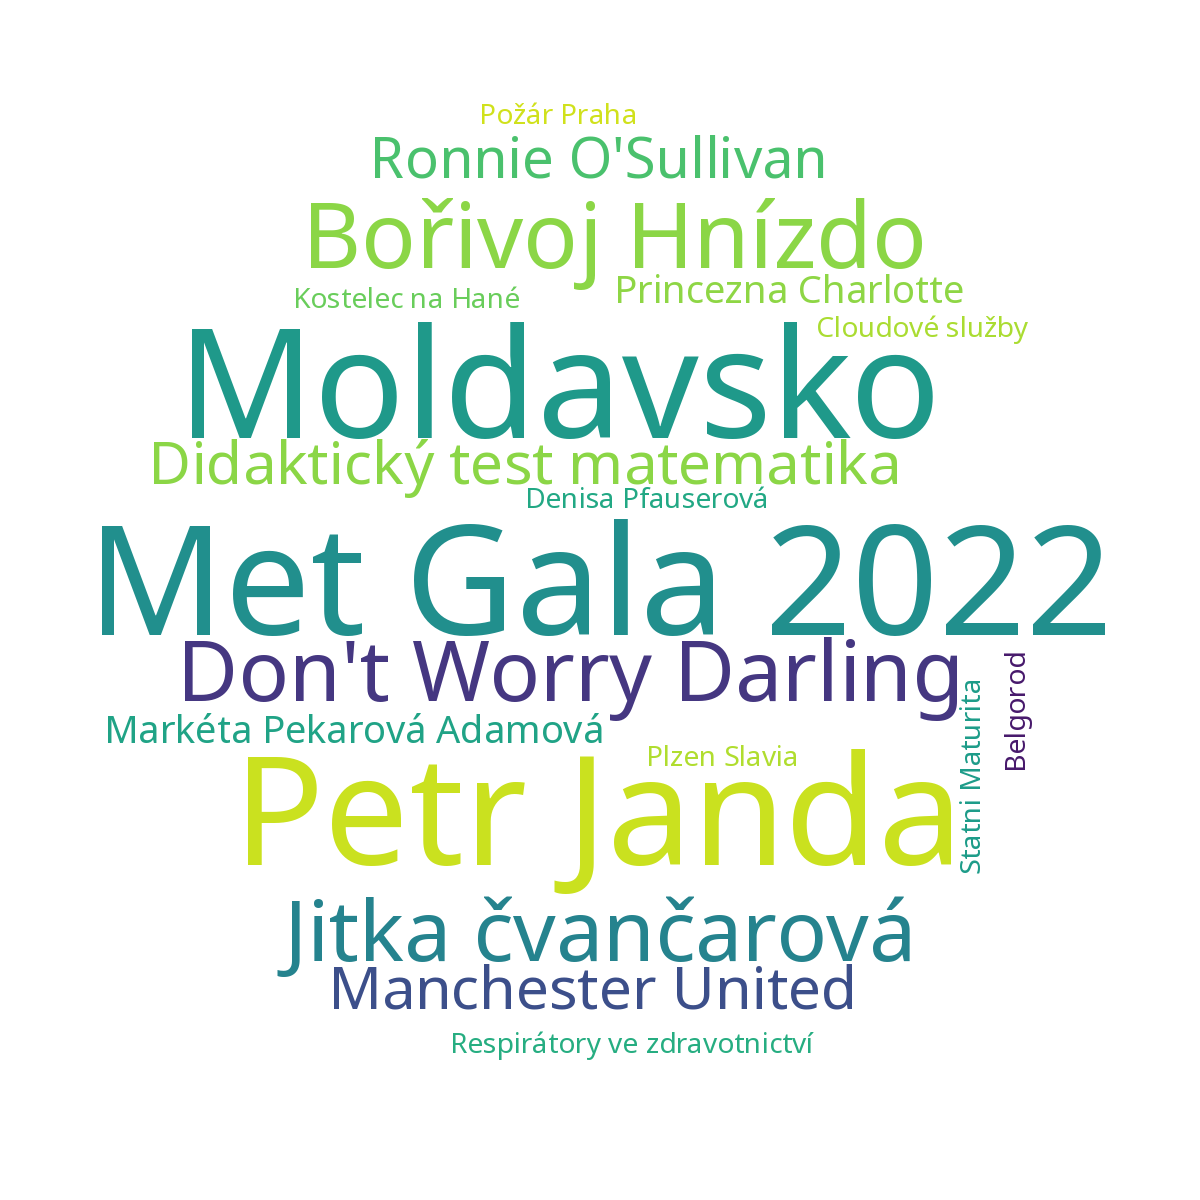 Požár Praha
Ronnie O'Sullivan
Bořivoj Hnízdo
Princezna Charlotte
Kostelec na Hané
Cloudové služby
Moldavsko
Didaktický test matematika
Denisa Pfauserová
Met Gala 2022
Don't Worry Darling
Belgorod
Statni Maturita
Markéta Pekarová Adamová
Plzen Slavia
Petr Janda
Jitka čvančarová
Manchester United
Respirátory ve zdravotnictví